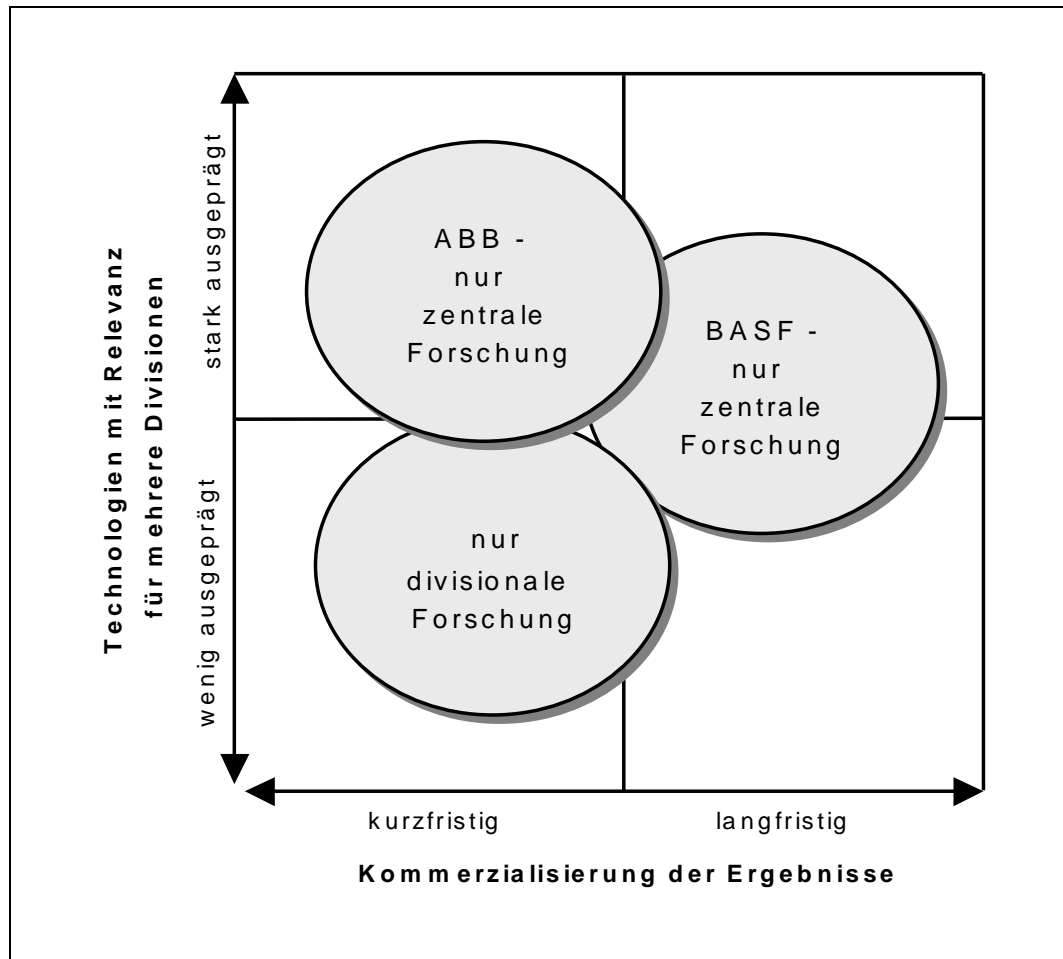 Technologien mit Relevanz
für mehrere Divisionen
stark ausgeprägt
wenig ausgeprägt
ABB -
nur
zentrale
Forschung
BASF -
nur
zentrale
Forschung
nur
divisionale
Forschung
kurzfristig
langfristig
Kommerzialisierung der Ergebnisse